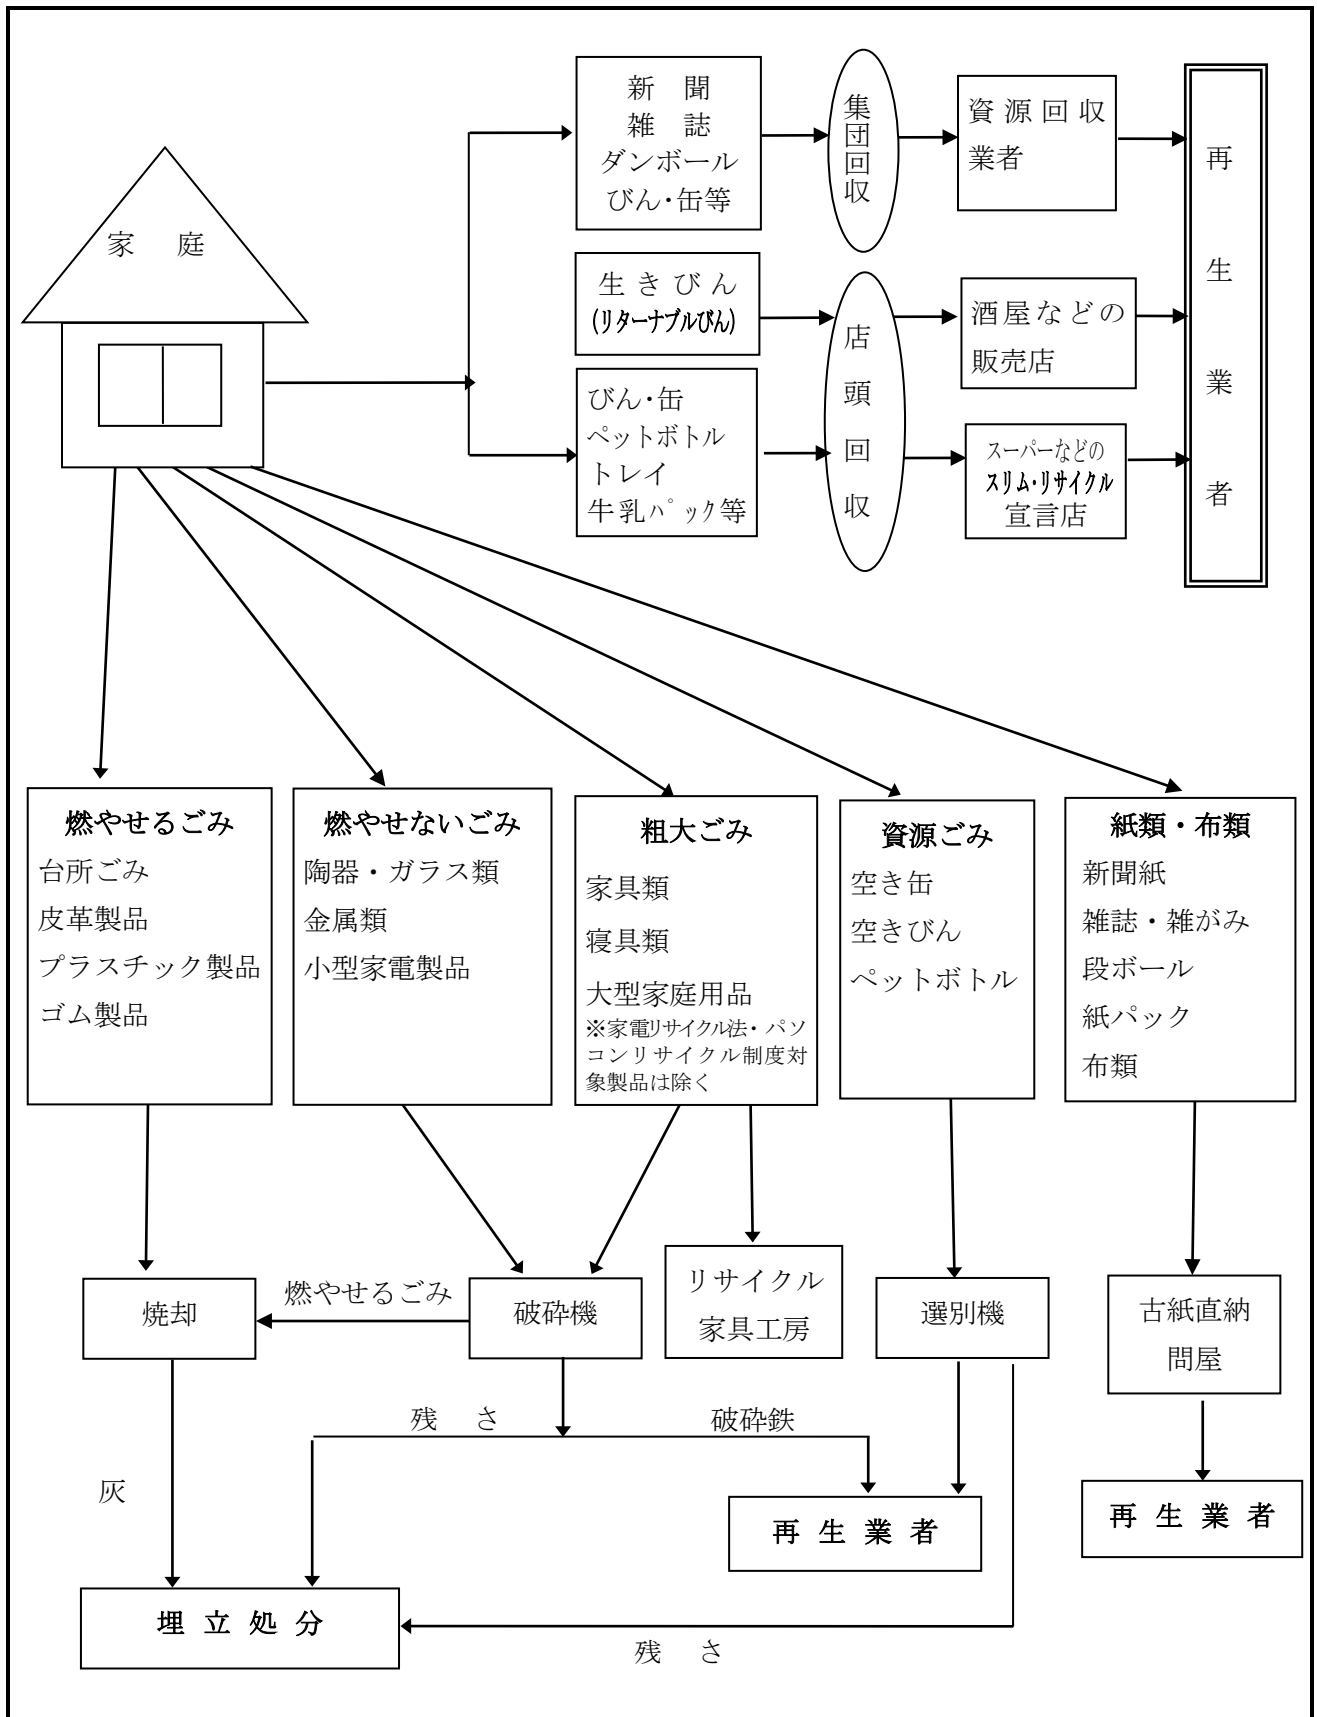 家 庭
新 聞
雑 誌
ダンボール
びん・缶等
集団回収
資源回収
業者
再生業者
生きびん
(リターナブルびん)
店頭回収
酒屋などの
販売店
びん・缶
ペットボトル
トレイ
牛乳パック等
スーパーなどの
スリム・リサイクル
宣言店
燃やせるごみ
台所ごみ
皮革製品
プラスチック製品
ゴム製品
燃やせないごみ
陶器・ガラス類
金属類
小型家電製品
粗大ごみ
家具類
寝具類
大型家庭用品
※家電リサイクル法・パソ
コンリサイクル制度対
象製品は除く
資源ごみ
空き缶
空きびん
ペットボトル
紙類・布類
新聞紙
雑誌・雑がみ
段ボール
紙パック
布類
焼却
燃やせるごみ
破砕機
リサイクル
家具工房
選別機
古紙直納
問屋
残 さ
破砕鉄
灰
再生業者
再生業者
埋立処分
残 さ